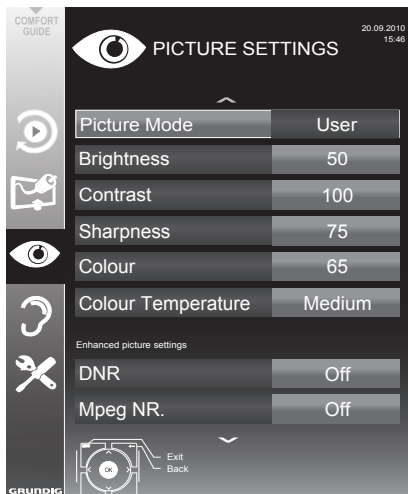 COMFORT
GUIDE
PICTURE SETTINGS
20.09.2010
15:46
Picture Mode User
Brightness 50
Contrast 100
Sharpness 75
Colour 65
Colour Temperature Medium
Enhanced picture settings
DNR Off
Mpeg NR. Off
OK
Exit
Back
GRUNDIG